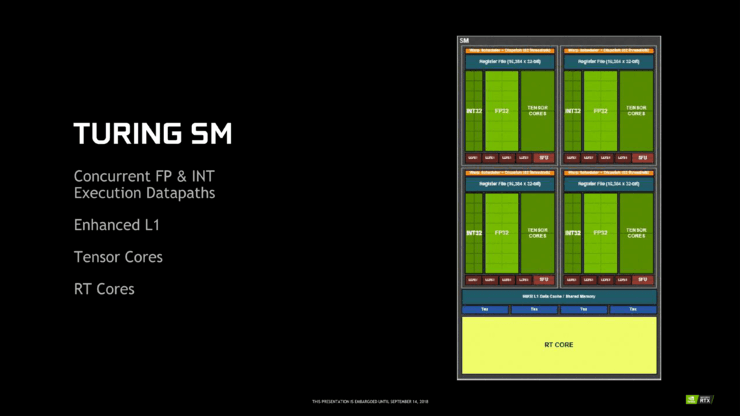 TURING SM
Concurrent FP & INT
Execution Datapaths
Enhanced L1
Tensor Cores
RT Cores
SM
Warp Scheduler + Dispatch (32 thread/clk)
Warp Scheduler + Dispatch (32 thread/clk)
Register File (16,384 x 32-bit)
Register File (16,384 x 32-bit)
INT32
FP32
TENSOR
CORES
INT32
FP32
TENSOR
CORES
LD/ST
LD/ST
LD/ST
LD/ST
SFU
LD/ST
LD/ST
LD/ST
LD/ST
SFU
Warp Scheduler + Dispatch (32 thread/clk)
Warp Scheduler + Dispatch (32 thread/clk)
Register File (16,384 x 32-bit)
Register File (16,384 x 32-bit)
INT32
FP32
TENSOR
CORES
INT32
FP32
TENSOR
CORES
LD/ST
LD/ST
LD/ST
LD/ST
SFU
LD/ST
LD/ST
LD/ST
LD/ST
SFU
96KB L1 Data Cache / Shared Memory
Tex
Tex
Tex
Tex
RT CORE
THIS PRESENTATION IS EMBARGOED UNTIL SEPTEMBER 14, 2018
RTX